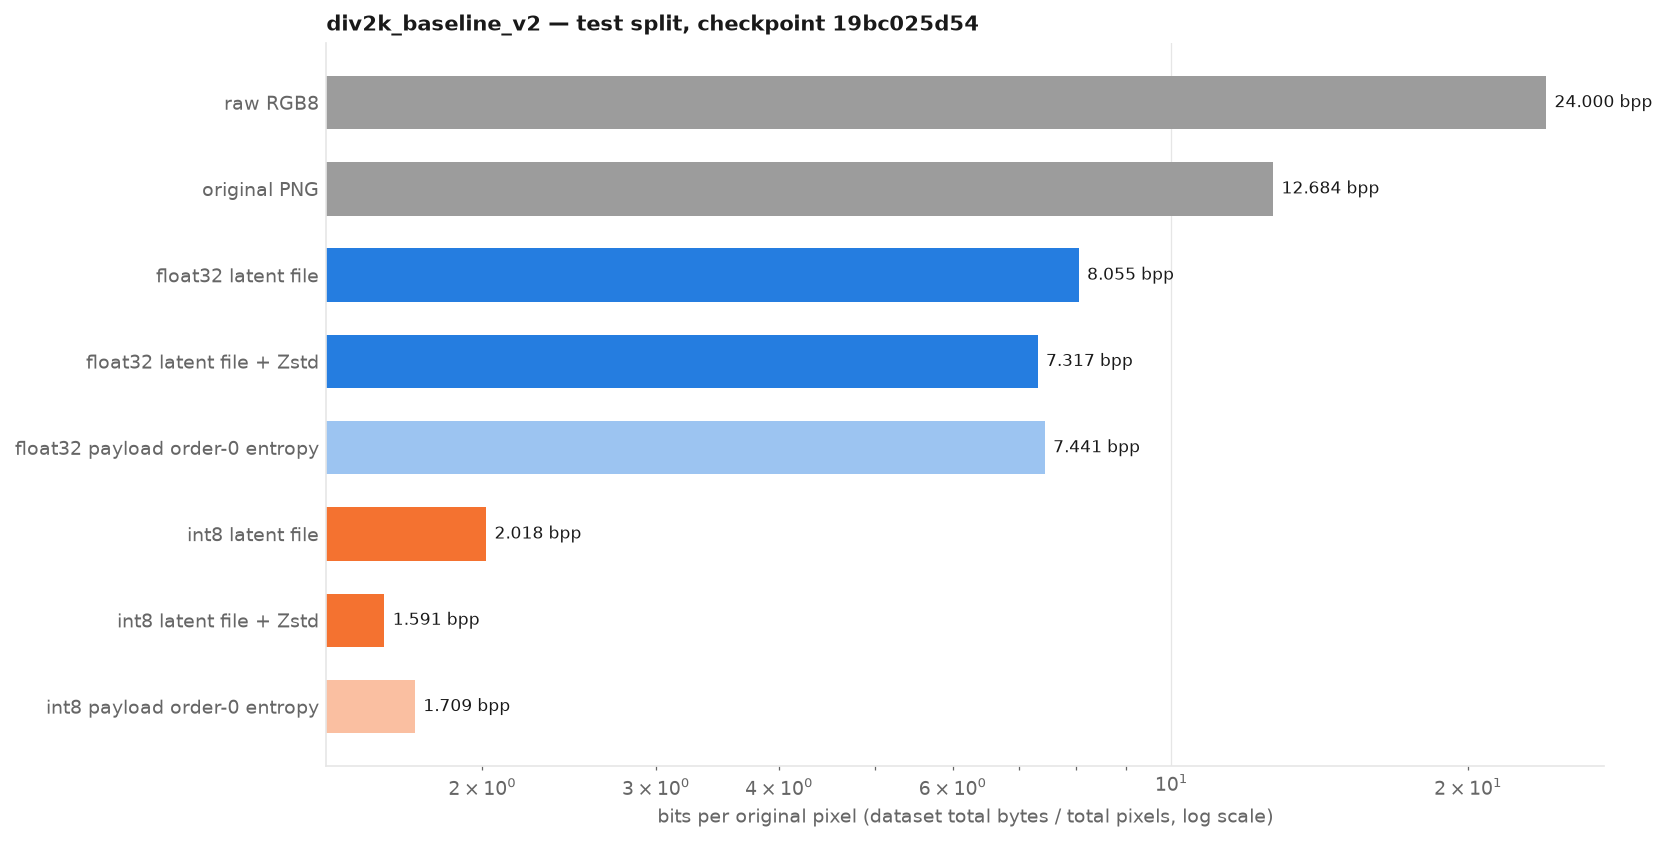 div2k_baseline_v2 — test split, checkpoint 19bc025d54
raw RGB8
24.000 bpp
original PNG
12.684 bpp
float32 latent file
8.055 bpp
float32 latent file + Zstd
7.317 bpp
float32 payload order-0 entropy
7.441 bpp
int8 latent file
2.018 bpp
int8 latent file + Zstd
1.591 bpp
int8 payload order-0 entropy
1.709 bpp
2 × 10⁰ 3 × 10⁰ 4 × 10⁰ 6 × 10⁰ 10¹ 2 × 10¹
bits per original pixel (dataset total bytes / total pixels, log scale)